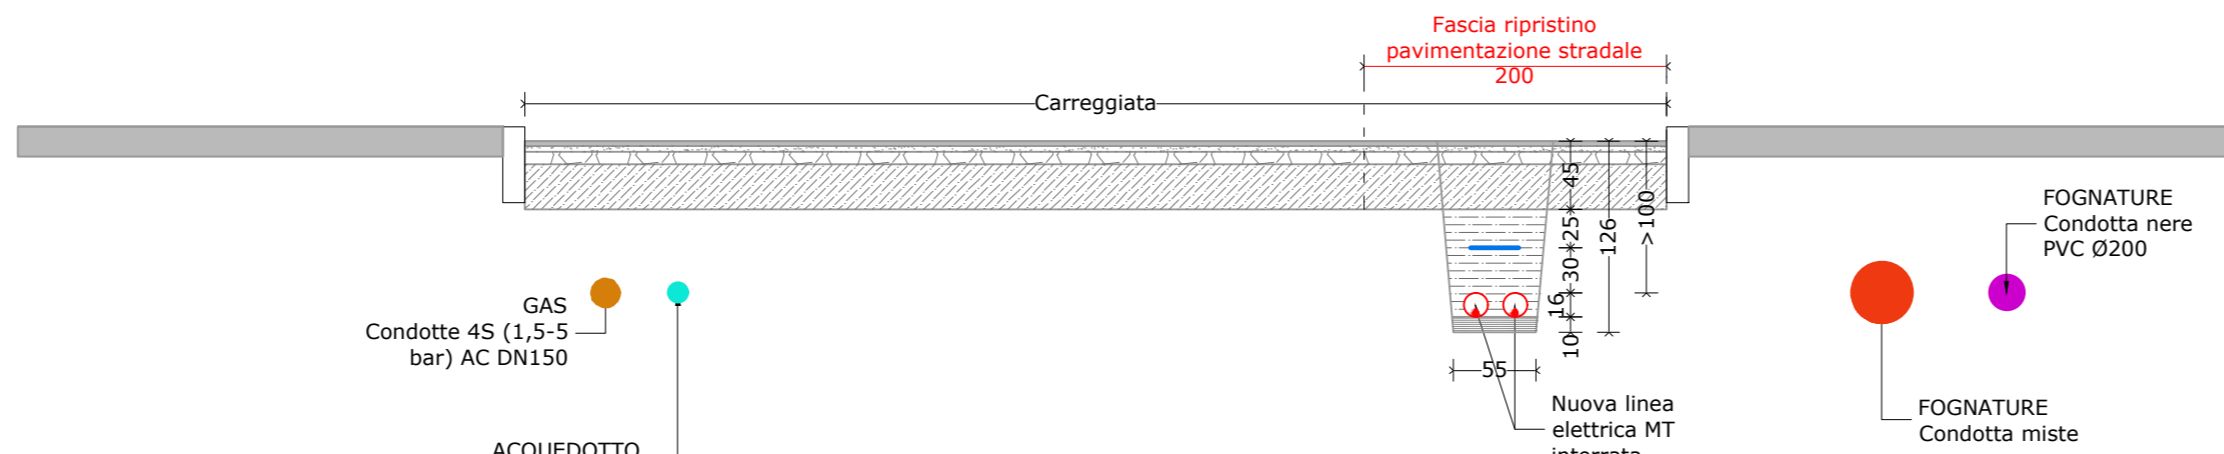 Fascia ripristino
pavimentazione stradale
200
Carreggiata
45
25
30
16
10
126
>100
55
GAS
Condotte 4S (1,5-5
bar) AC DN150
ACQUEDOTTO
Nuova linea
elettrica MT
interrata
FOGNATURE
Condotta nere
PVC Ø200
FOGNATURE
Condotta miste